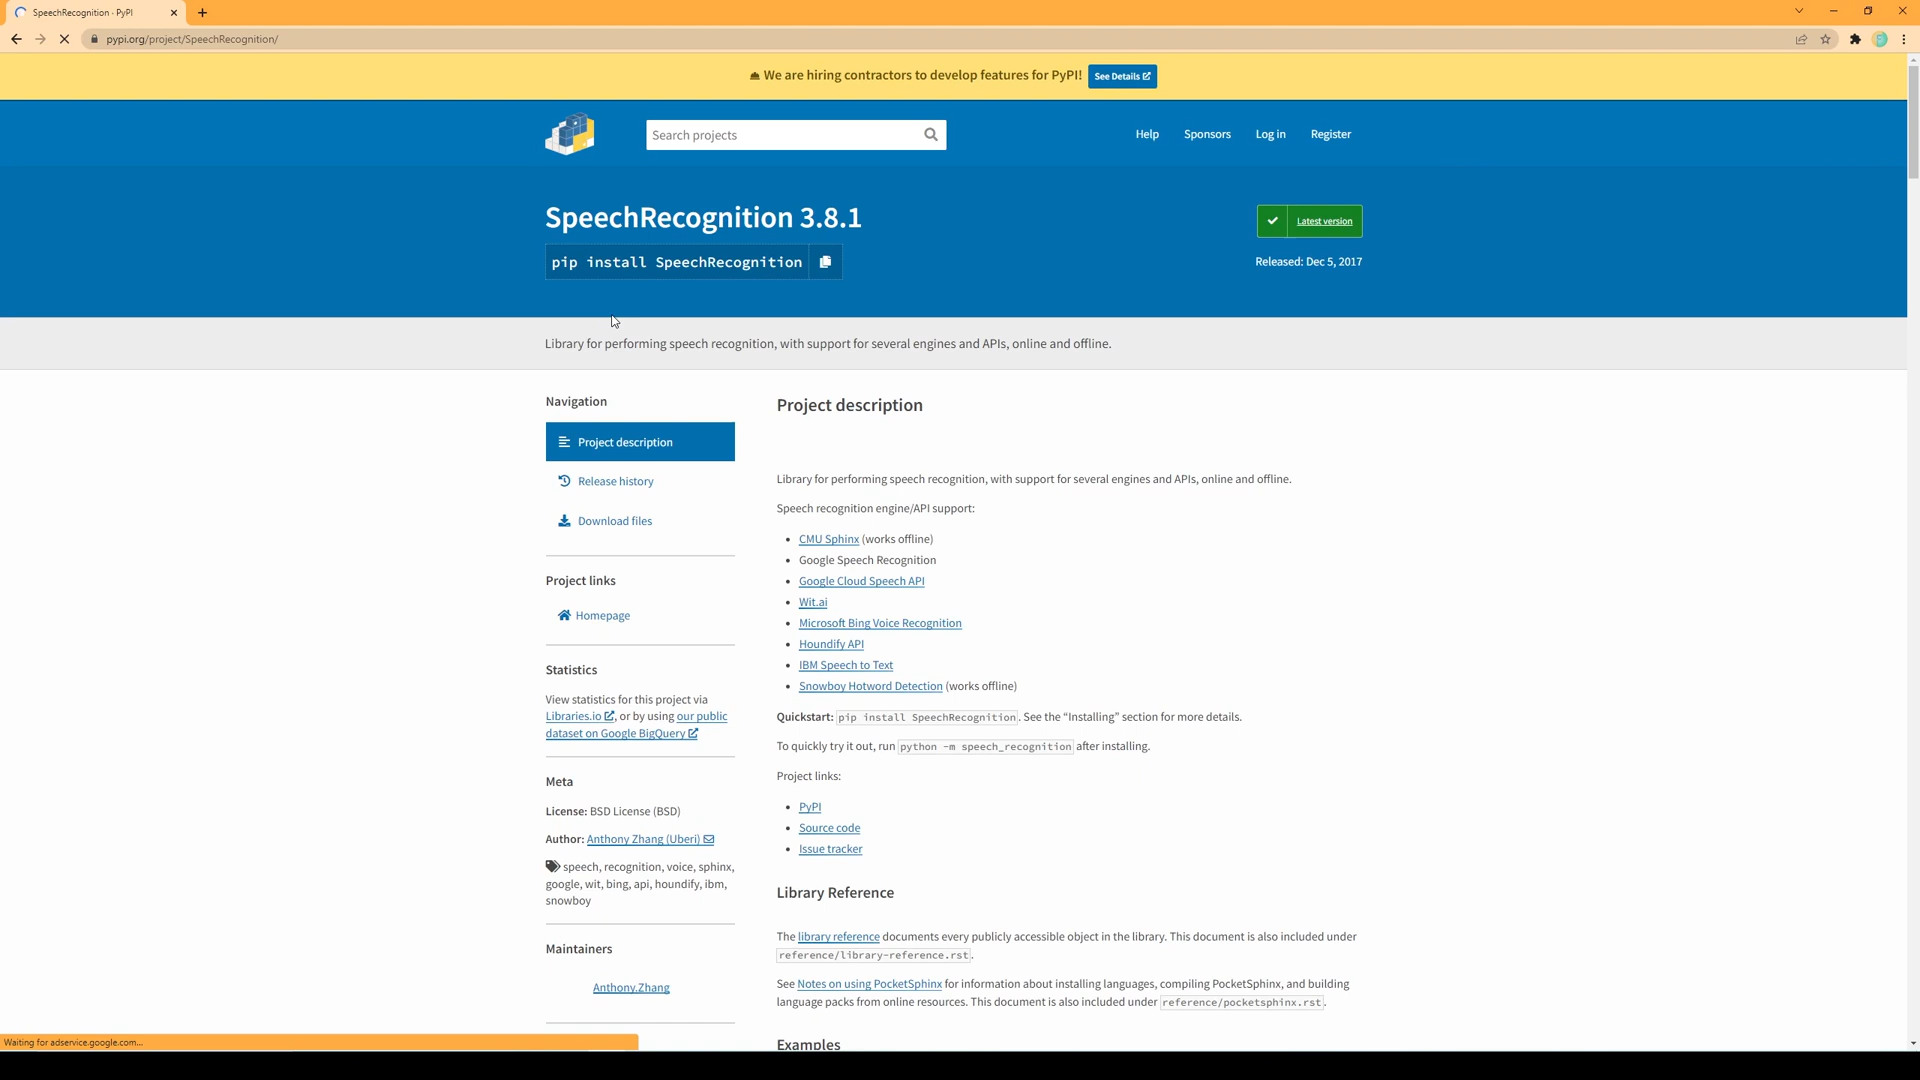 SpeechRecognition · PyPI
pypi.org/project/SpeechRecognition/
We are hiring contractors to develop features for PyPI! See Details
Search projects
Help Sponsors Log in Register
SpeechRecognition 3.8.1
Latest version
pip install SpeechRecognition
Released: Dec 5, 2017
Library for performing speech recognition, with support for several engines and APIs, online and offline.
Navigation
Project description
Release history
Download files
Project links
Homepage
Statistics
View statistics for this project via
Libraries.io, or by using our public
dataset on Google BigQuery
Meta
License: BSD License (BSD)
Author: Anthony Zhang (Uberi)
speech, recognition, voice, sphinx,
google, wit, bing, api, houndify, ibm,
snowboy
Maintainers
Anthony.Zhang
Project description
Library for performing speech recognition, with support for several engines and APIs, online and offline.
Speech recognition engine/API support:
• CMU Sphinx (works offline)
• Google Speech Recognition
• Google Cloud Speech API
• Wit.ai
• Microsoft Bing Voice Recognition
• Houndify API
• IBM Speech to Text
• Snowboy Hotword Detection (works offline)
Quickstart: pip install SpeechRecognition. See the “Installing” section for more details.
To quickly try it out, run python -m speech_recognition after installing.
Project links:
• PyPI
• Source code
• Issue tracker
Library Reference
The library reference documents every publicly accessible object in the library. This document is also included under
reference/library-reference.rst.
See Notes on using PocketSphinx for information about installing languages, compiling PocketSphinx, and building
language packs from online resources. This document is also included under reference/pocketsphinx.rst.
Examples
Waiting for adservice.google.com...